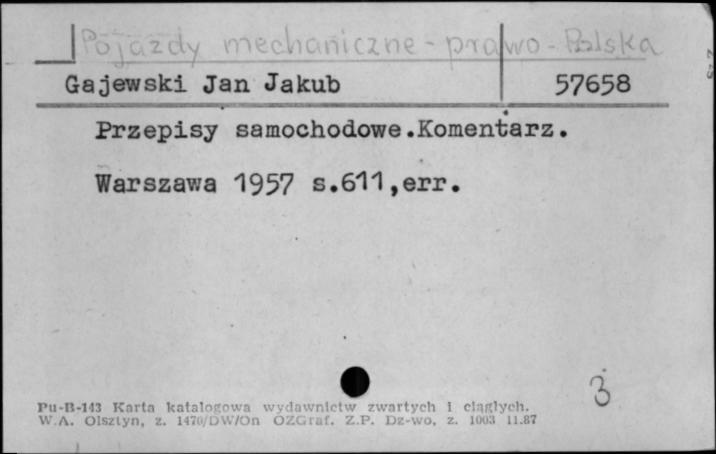 Pojazdy mechaniczne - prawo - Polska
Gajewski Jan Jakub 57658
Przepisy samochodowe.Komentarz.
Warszawa 1957 s.611,err.
3
Pu-B-143 Karta katalogowa wydawnictw zwartych i ciągłych.
W.A. Olsztyn, z. 1470/DW/On OZGraf. Z.P. Dz-wo, z. 1003 11.87